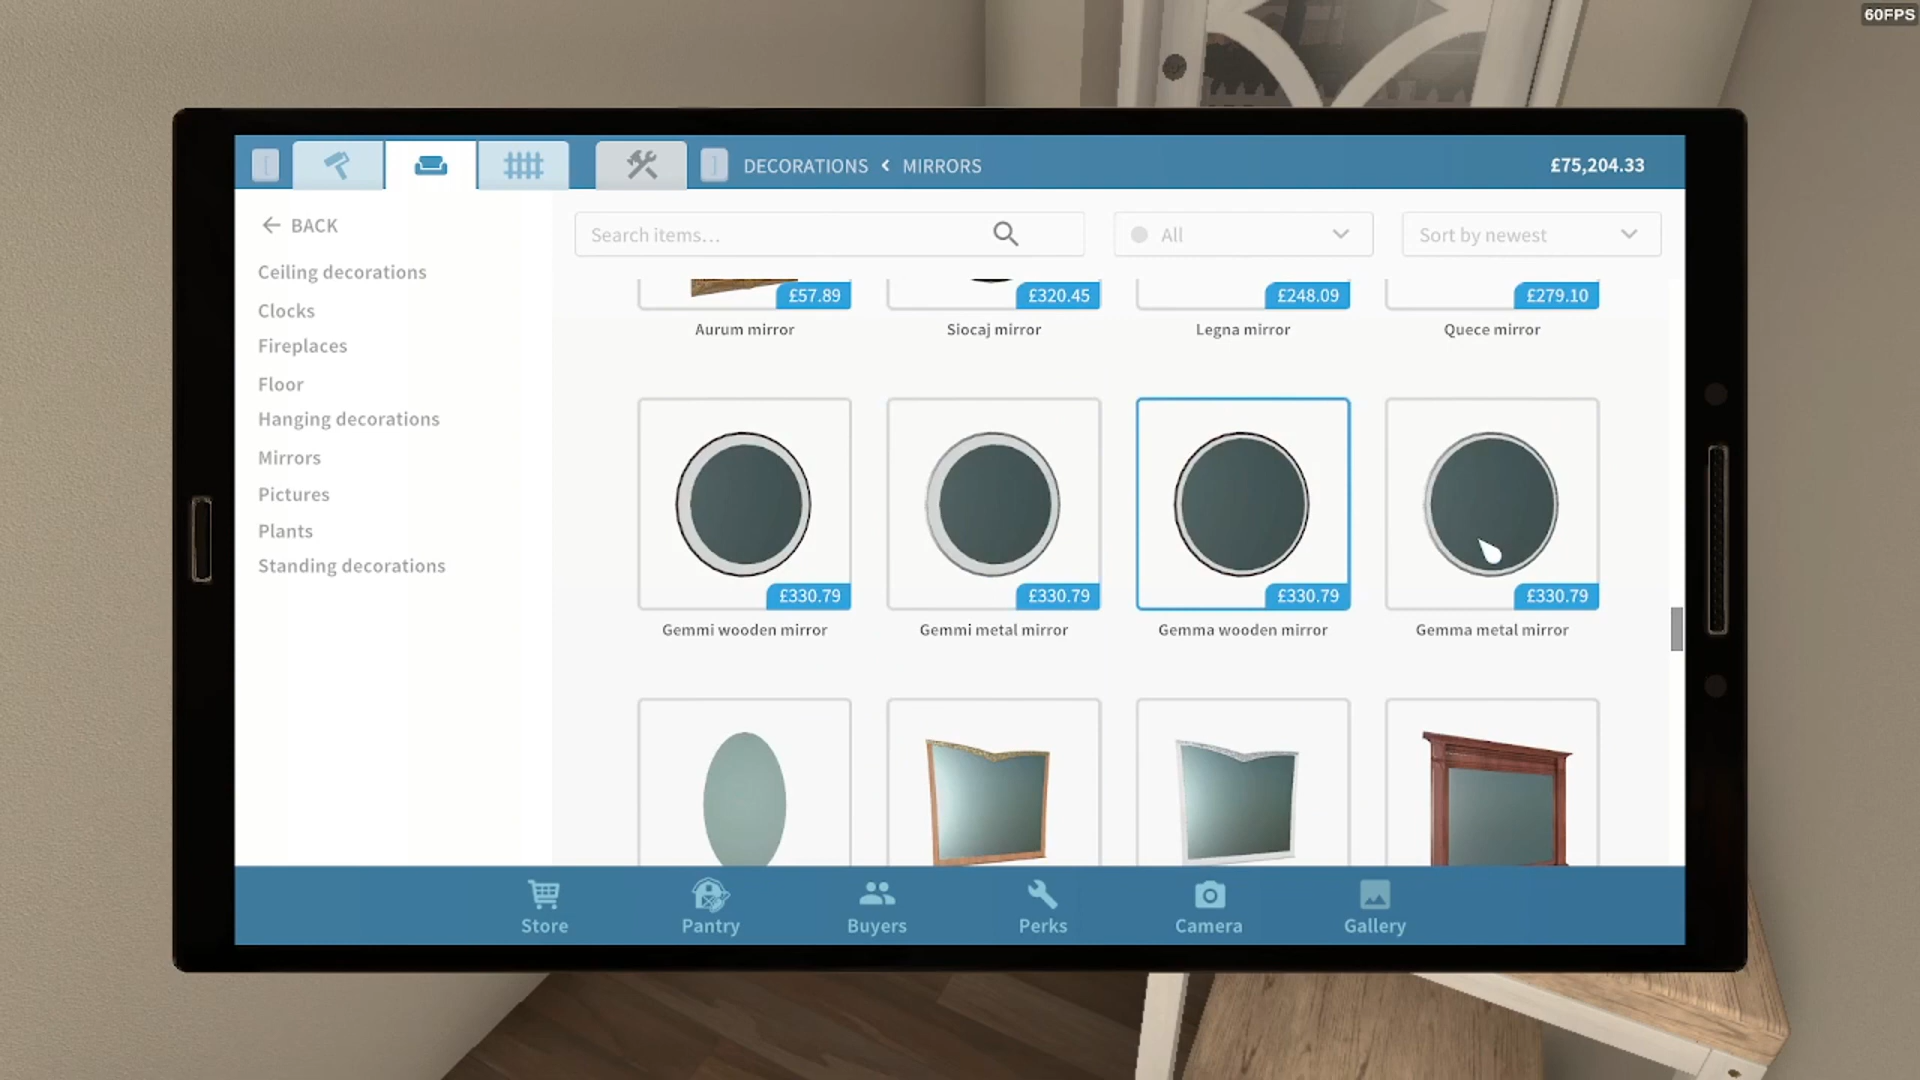 60FPS
DECORATIONS < MIRRORS
£75,204.33
BACK
Search items...
All
Sort by newest
Ceiling decorations
Clocks
Fireplaces
Floor
Hanging decorations
Mirrors
Pictures
Plants
Standing decorations
£57.89
£320.45
£248.09
£279.10
Aurum mirror
Siocaj mirror
Legna mirror
Quece mirror
£330.79
£330.79
£330.79
£330.79
Gemmi wooden mirror
Gemmi metal mirror
Gemma wooden mirror
Gemma metal mirror
Store
Pantry
Buyers
Perks
Camera
Gallery